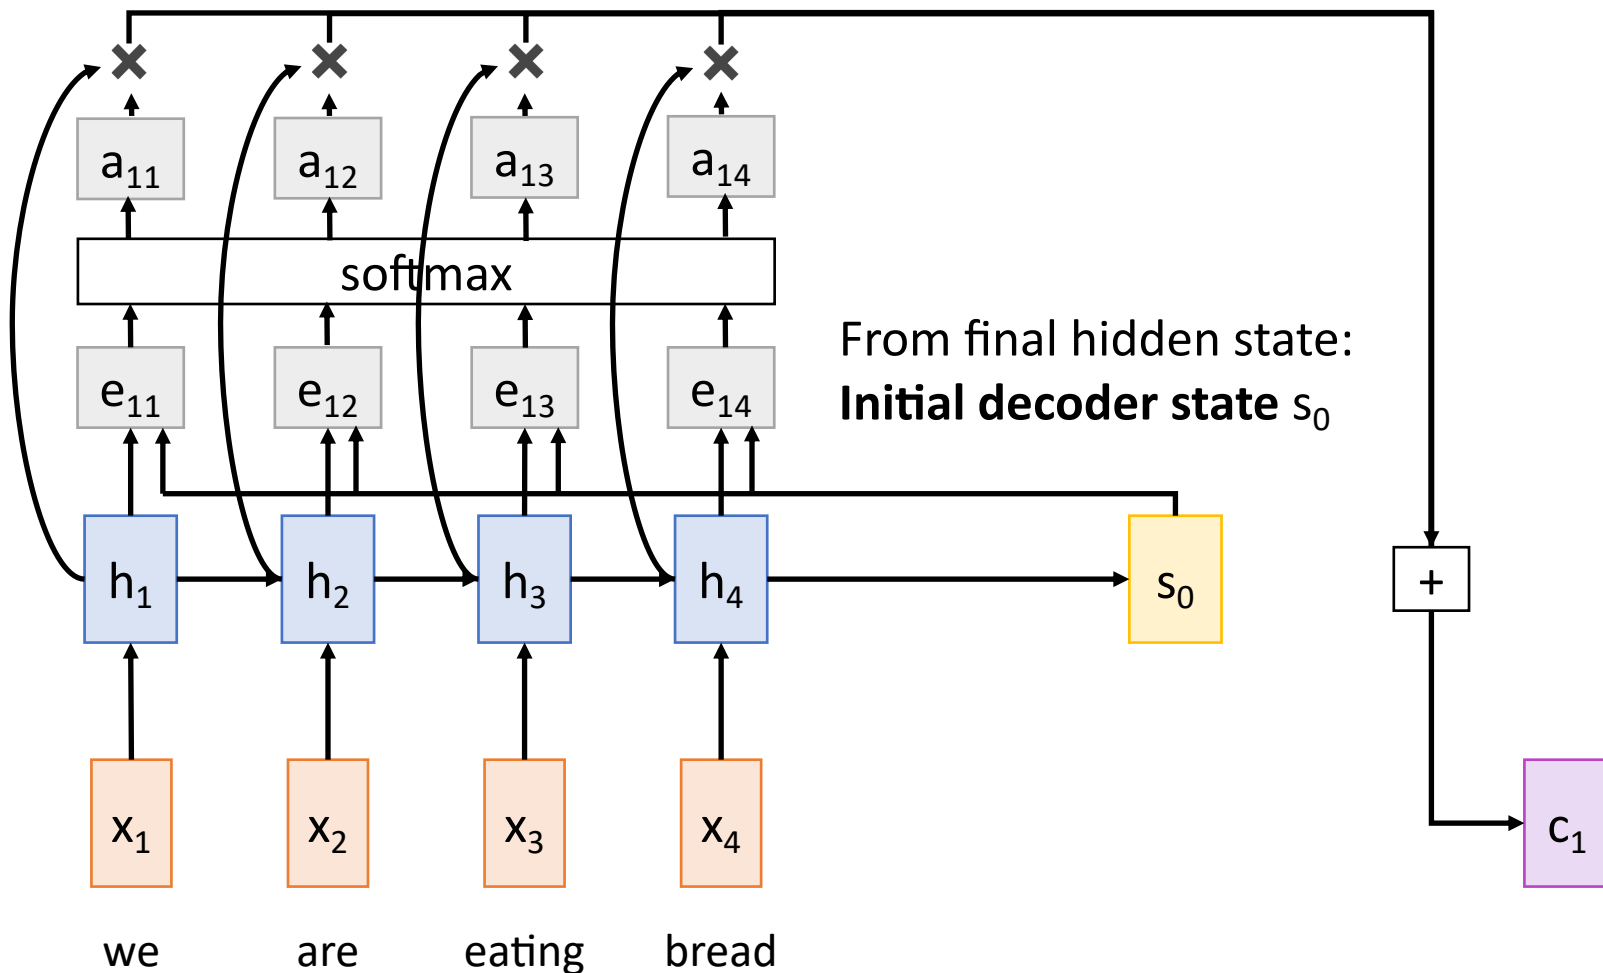 a₁₁ a₁₂ a₁₃ a₁₄
softmax
e₁₁ e₁₂ e₁₃ e₁₄
From final hidden state:
Initial decoder state s₀
h₁ h₂ h₃ h₄ s₀ +
x₁ x₂ x₃ x₄ c₁
we are eating bread